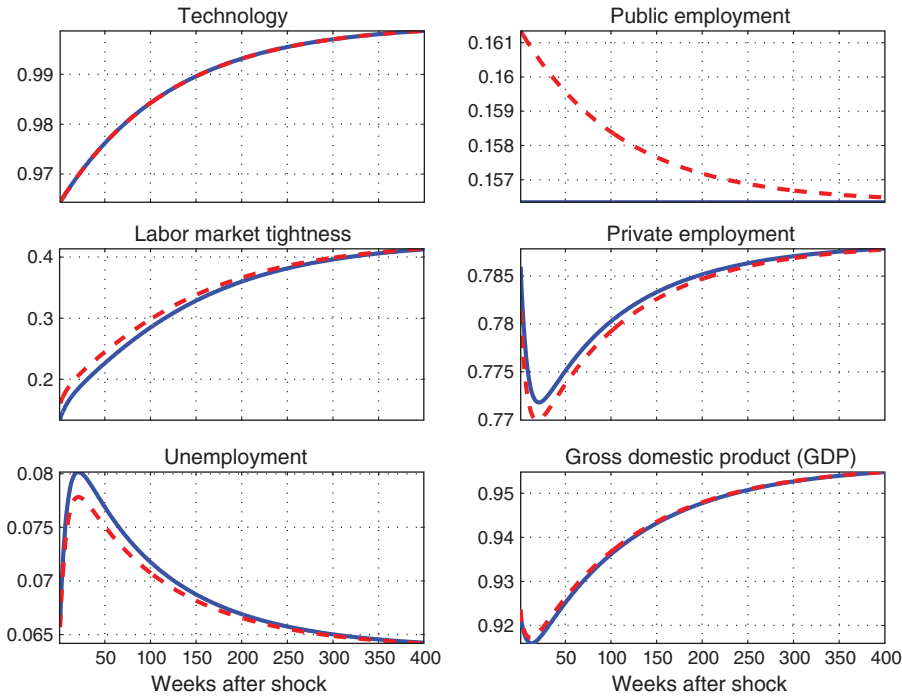 Technology
0.99
0.98
0.97
Public employment
0.161
0.16
0.159
0.158
0.157
Labor market tightness
0.4
0.3
0.2
Private employment
0.785
0.78
0.775
0.77
Unemployment
0.08
0.075
0.07
0.065
50 100 150 200 250 300 350 400
Weeks after shock
Gross domestic product (GDP)
0.95
0.94
0.93
0.92
50 100 150 200 250 300 350 400
Weeks after shock